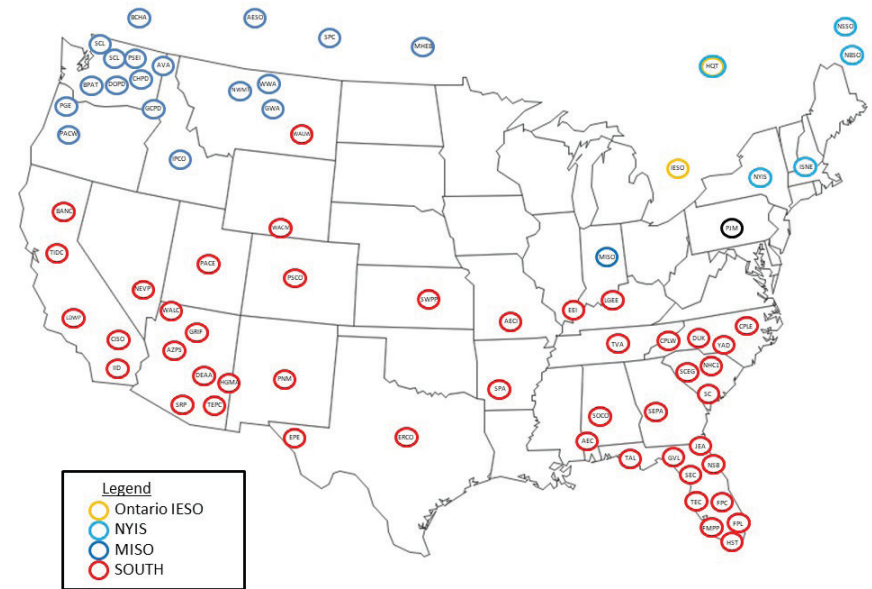 BCHA
AESO
SPC
MHEB
NSSO
NBSO
SCL
SCL
PSEI
AVA
HQT
BPAT
DOPD
CHPD
NWMT
WWA
GWA
PGE
GCPD
PACW
WAUW
IPCO
IESO
NYIS
ISNE
BANC
WACM
PJM
TIDC
PACE
MISO
PSCO
NEVP
SWPP
LGEE
EEI
WALC
LDWP
AECI
GRIF
CPLE
CISO
AZPS
TVA
CPLW
DUK
YAD
IID
DEAA
HGMA
PNM
SCEG
NHC1
SPA
SC
SRP
TEPC
SOCO
SEPA
EPE
ERCO
AEC
JEA
TAL
GVL
NSB
SEC
TEC
FPC
FMPP
FPL
HST
Legend
Ontario IESO
NYIS
MISO
SOUTH